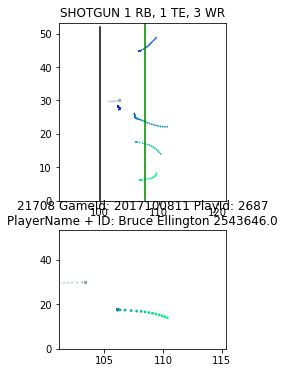 SHOTGUN 1 RB, 1 TE, 3 WR
50
40
30
20
10
0
100 110 120
21708 GameId: 2017100811 PlayId: 2687
PlayerName + ID: Bruce Ellington 2543646.0
40
20
0
105 110 115